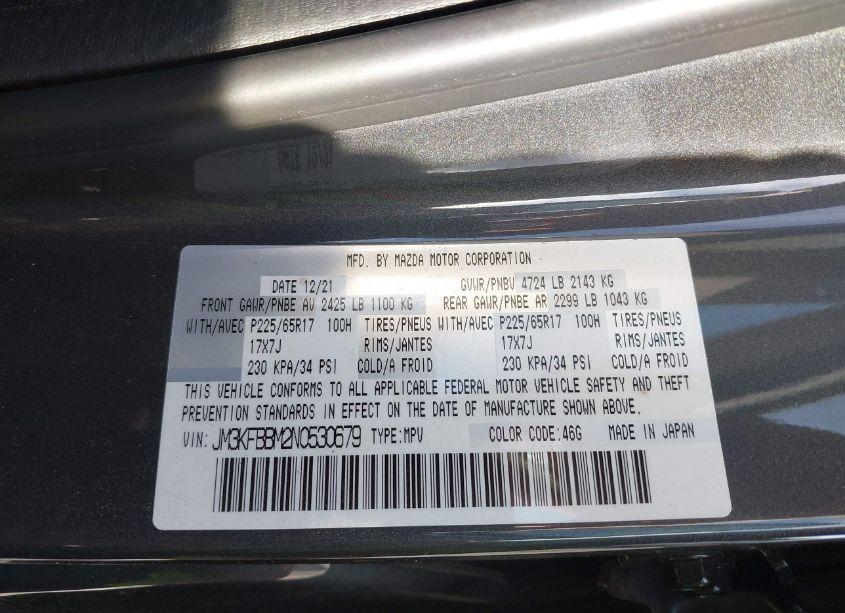 MFD. BY MAZDA MOTOR CORPORATION
DATE 12/21 GVWR/PNBV 4724 LB 2143 KG
FRONT GAWR/PNBE AV 2425 LB 1100 KG REAR GAWR/PNBE AR 2299 LB 1043 KG
WITH/AVEC P225/65R17 100H TIRES/PNEUS WITH/AVEC P225/65R17 100H TIRES/PNEUS
17X7J RIMS/JANTES 17X7J RIMS/JANTES
230 KPA/34 PSI COLD/A FROID 230 KPA/34 PSI COLD/A FROID
THIS VEHICLE CONFORMS TO ALL APPLICABLE FEDERAL MOTOR VEHICLE SAFETY AND THEFT
PREVENTION STANDARDS IN EFFECT ON THE DATE OF MANUFACTURE SHOWN ABOVE.
VIN: JM3KFBBM2N0530679 TYPE:MPV COLOR CODE:46G MADE IN JAPAN